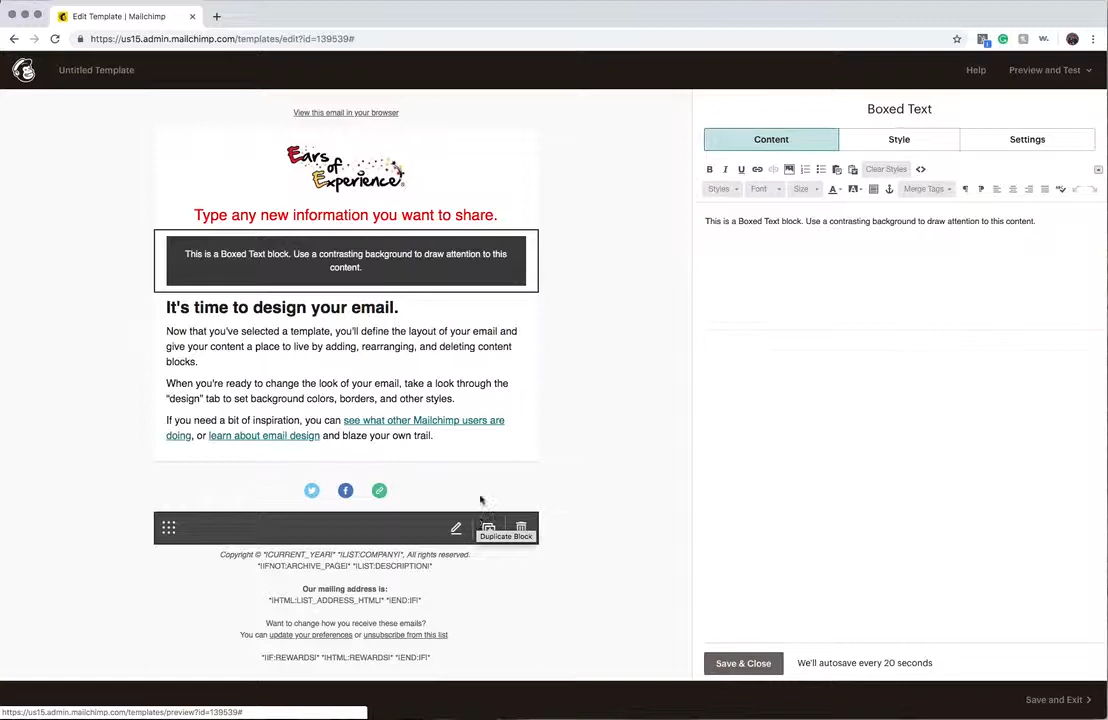 Edit Template | Mailchimp
https://us15.admin.mailchimp.com/templates/edit?id=139539#
Untitled Template
Help
Preview and Test
View this email in your browser
Ears
of
Experience
Type any new information you want to share.
This is a Boxed Text block. Use a contrasting background to draw attention to this
content.
It's time to design your email.
Now that you've selected a template, you'll define the layout of your email and
give your content a place to live by adding, rearranging, and deleting content
blocks.
When you're ready to change the look of your email, take a look through the
"design" tab to set background colors, borders, and other styles.
If you need a bit of inspiration, you can see what other Mailchimp users are
doing, or learn about email design and blaze your own trail.
Duplicate Block
Copyright © *|CURRENT_YEAR|* *|LIST:COMPANY|*, All rights reserved.
*|IFNOT:ARCHIVE_PAGE|* *|LIST:DESCRIPTION|*
Our mailing address is:
*|HTML:LIST_ADDRESS_HTML|* *|END:IF|*
Want to change how you receive these emails?
You can update your preferences or unsubscribe from this list
*|IF:REWARDS|* *|HTML:REWARDS|* *|END:IF|*
Boxed Text
Content
Style
Settings
B I U
Clear Styles
Styles
Font
Size
A
A
Merge Tags
This is a Boxed Text block. Use a contrasting background to draw attention to this content.
Save & Close
We'll autosave every 20 seconds
Save and Exit
https://us15.admin.mailchimp.com/templates/preview?id=139539#